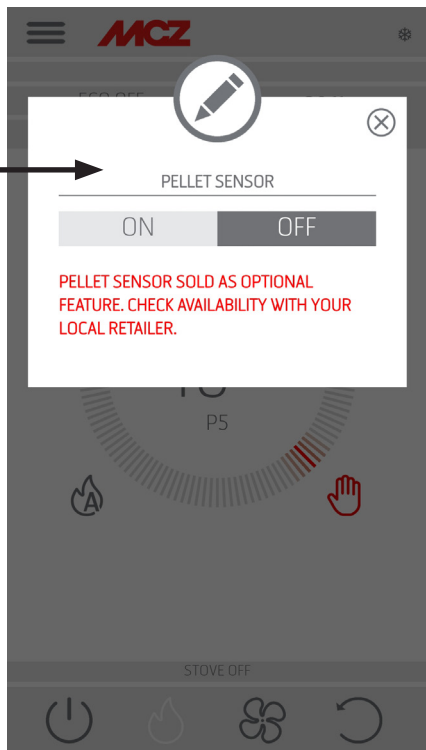 MCZ
PELLET SENSOR
ON OFF
PELLET SENSOR SOLD AS OPTIONAL
FEATURE. CHECK AVAILABILITY WITH YOUR
LOCAL RETAILER.
P5
A
STOVE OFF